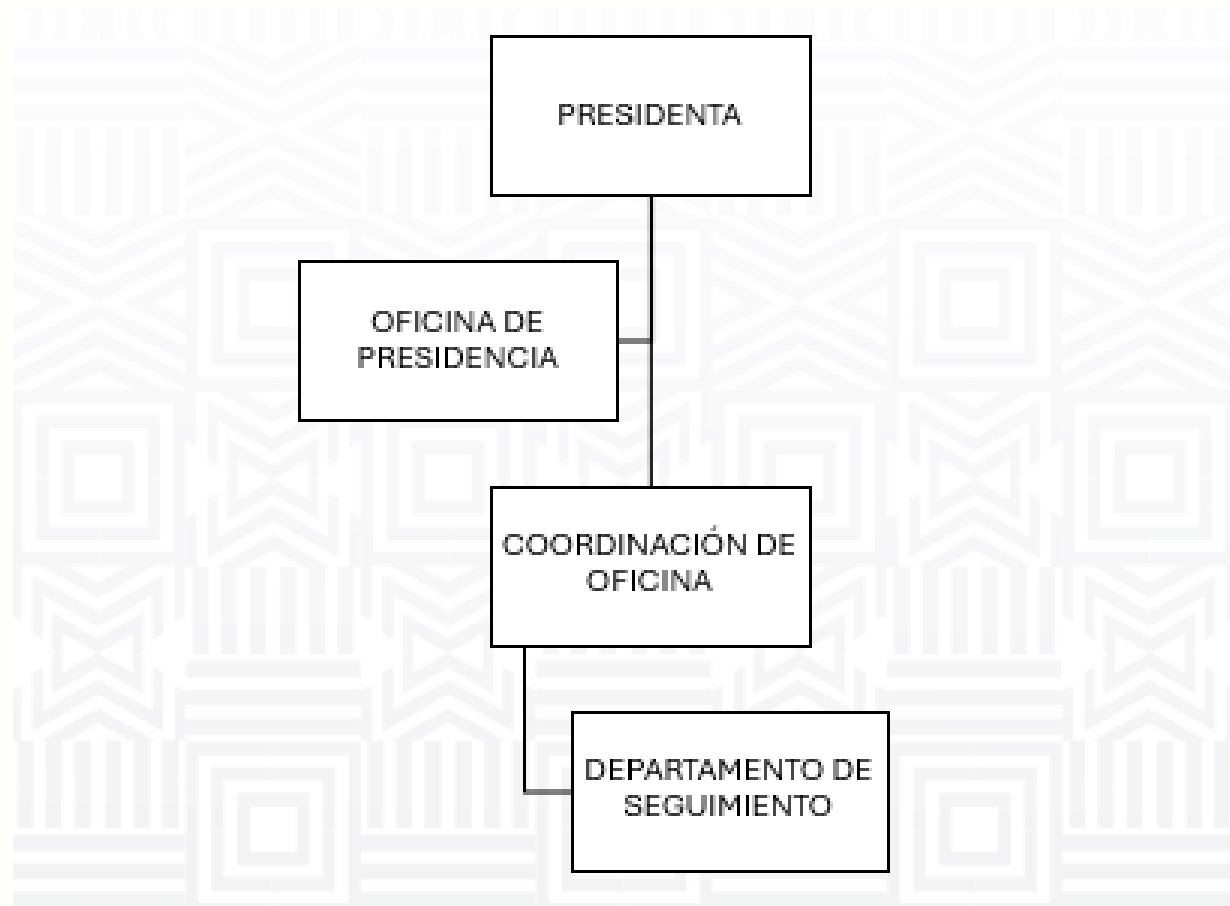 PRESIDENTA
OFICINA DE
PRESIDENCIA
COORDINACIÓN DE
OFICINA
DEPARTAMENTO DE
SEGUIMIENTO